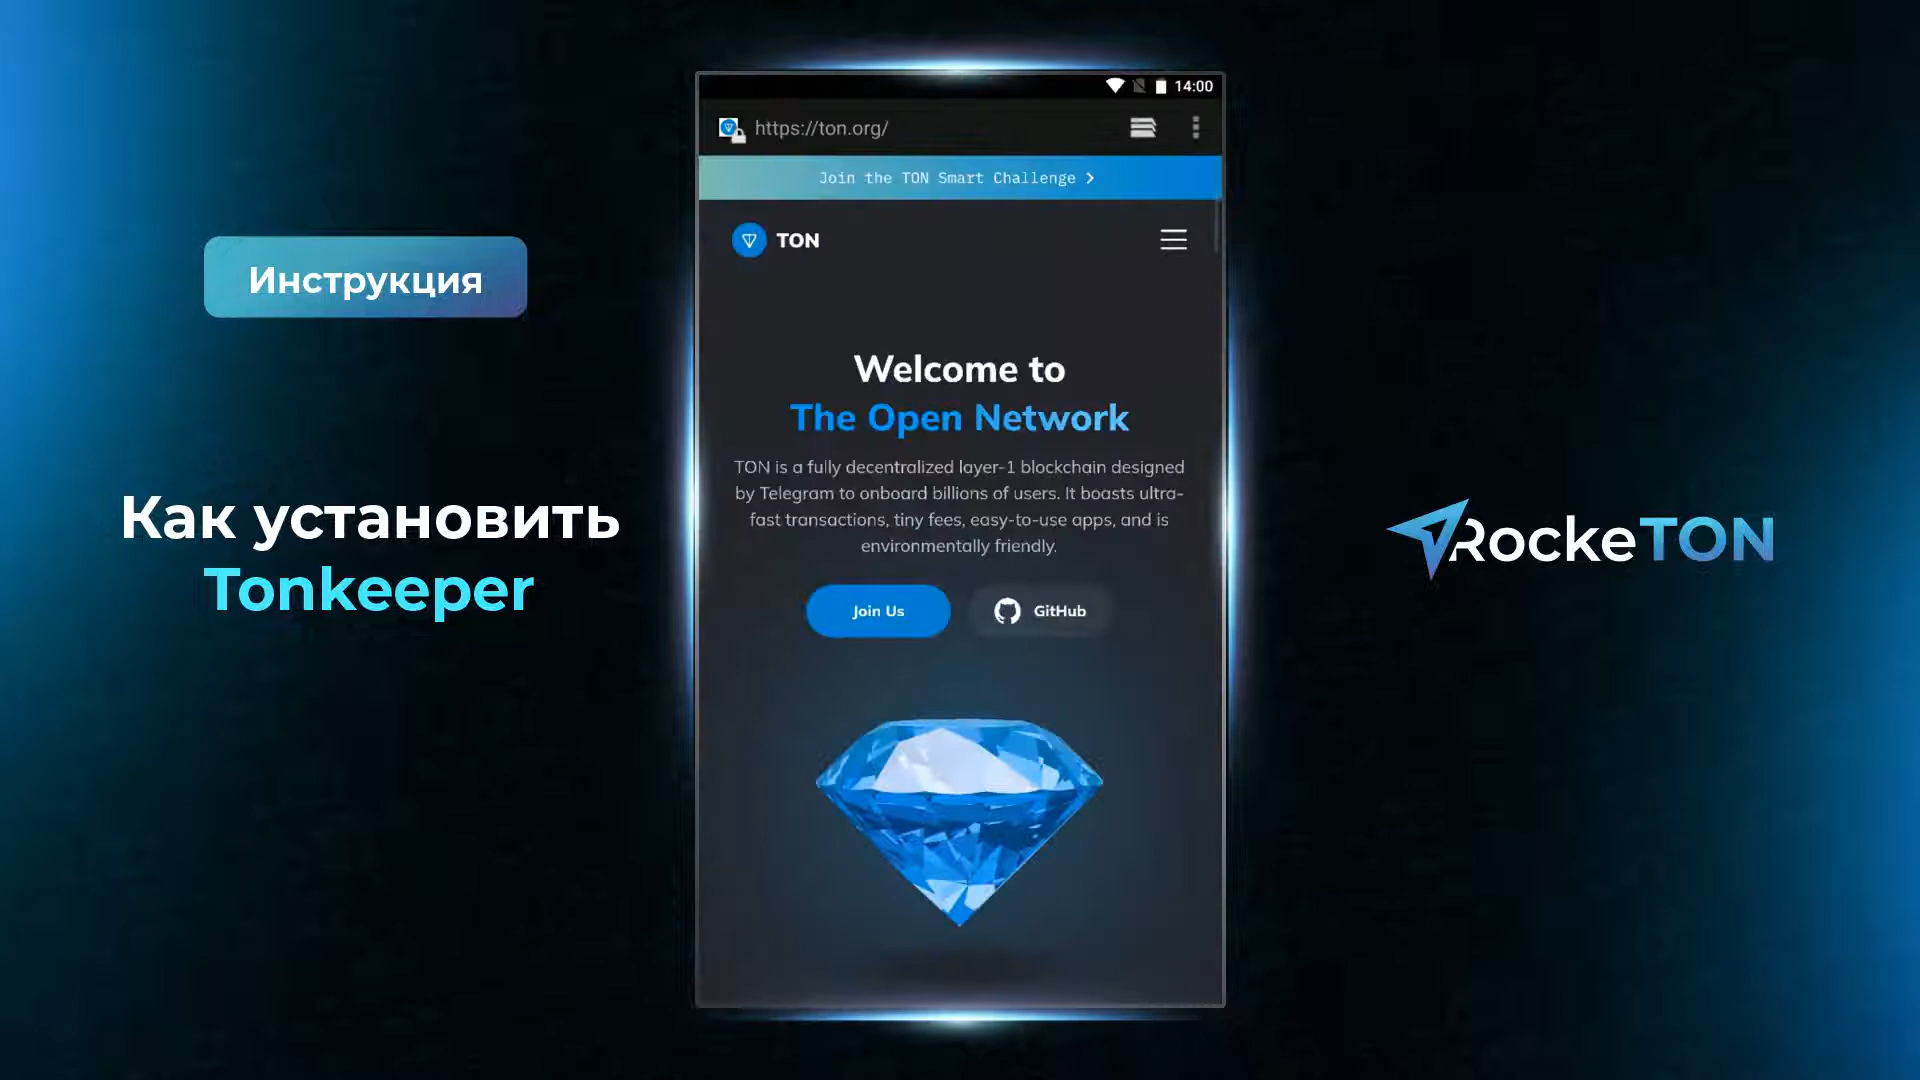 Инструкция
Как установить
Tonkeeper
14:00
https://ton.org/
Join the TON Smart Challenge
TON
Welcome to
The Open Network
TON is a fully decentralized layer-1 blockchain designed
by Telegram to onboard billions of users. It boasts ultra-
fast transactions, tiny fees, easy-to-use apps, and is
environmentally friendly.
Join Us
GitHub
RockeTON